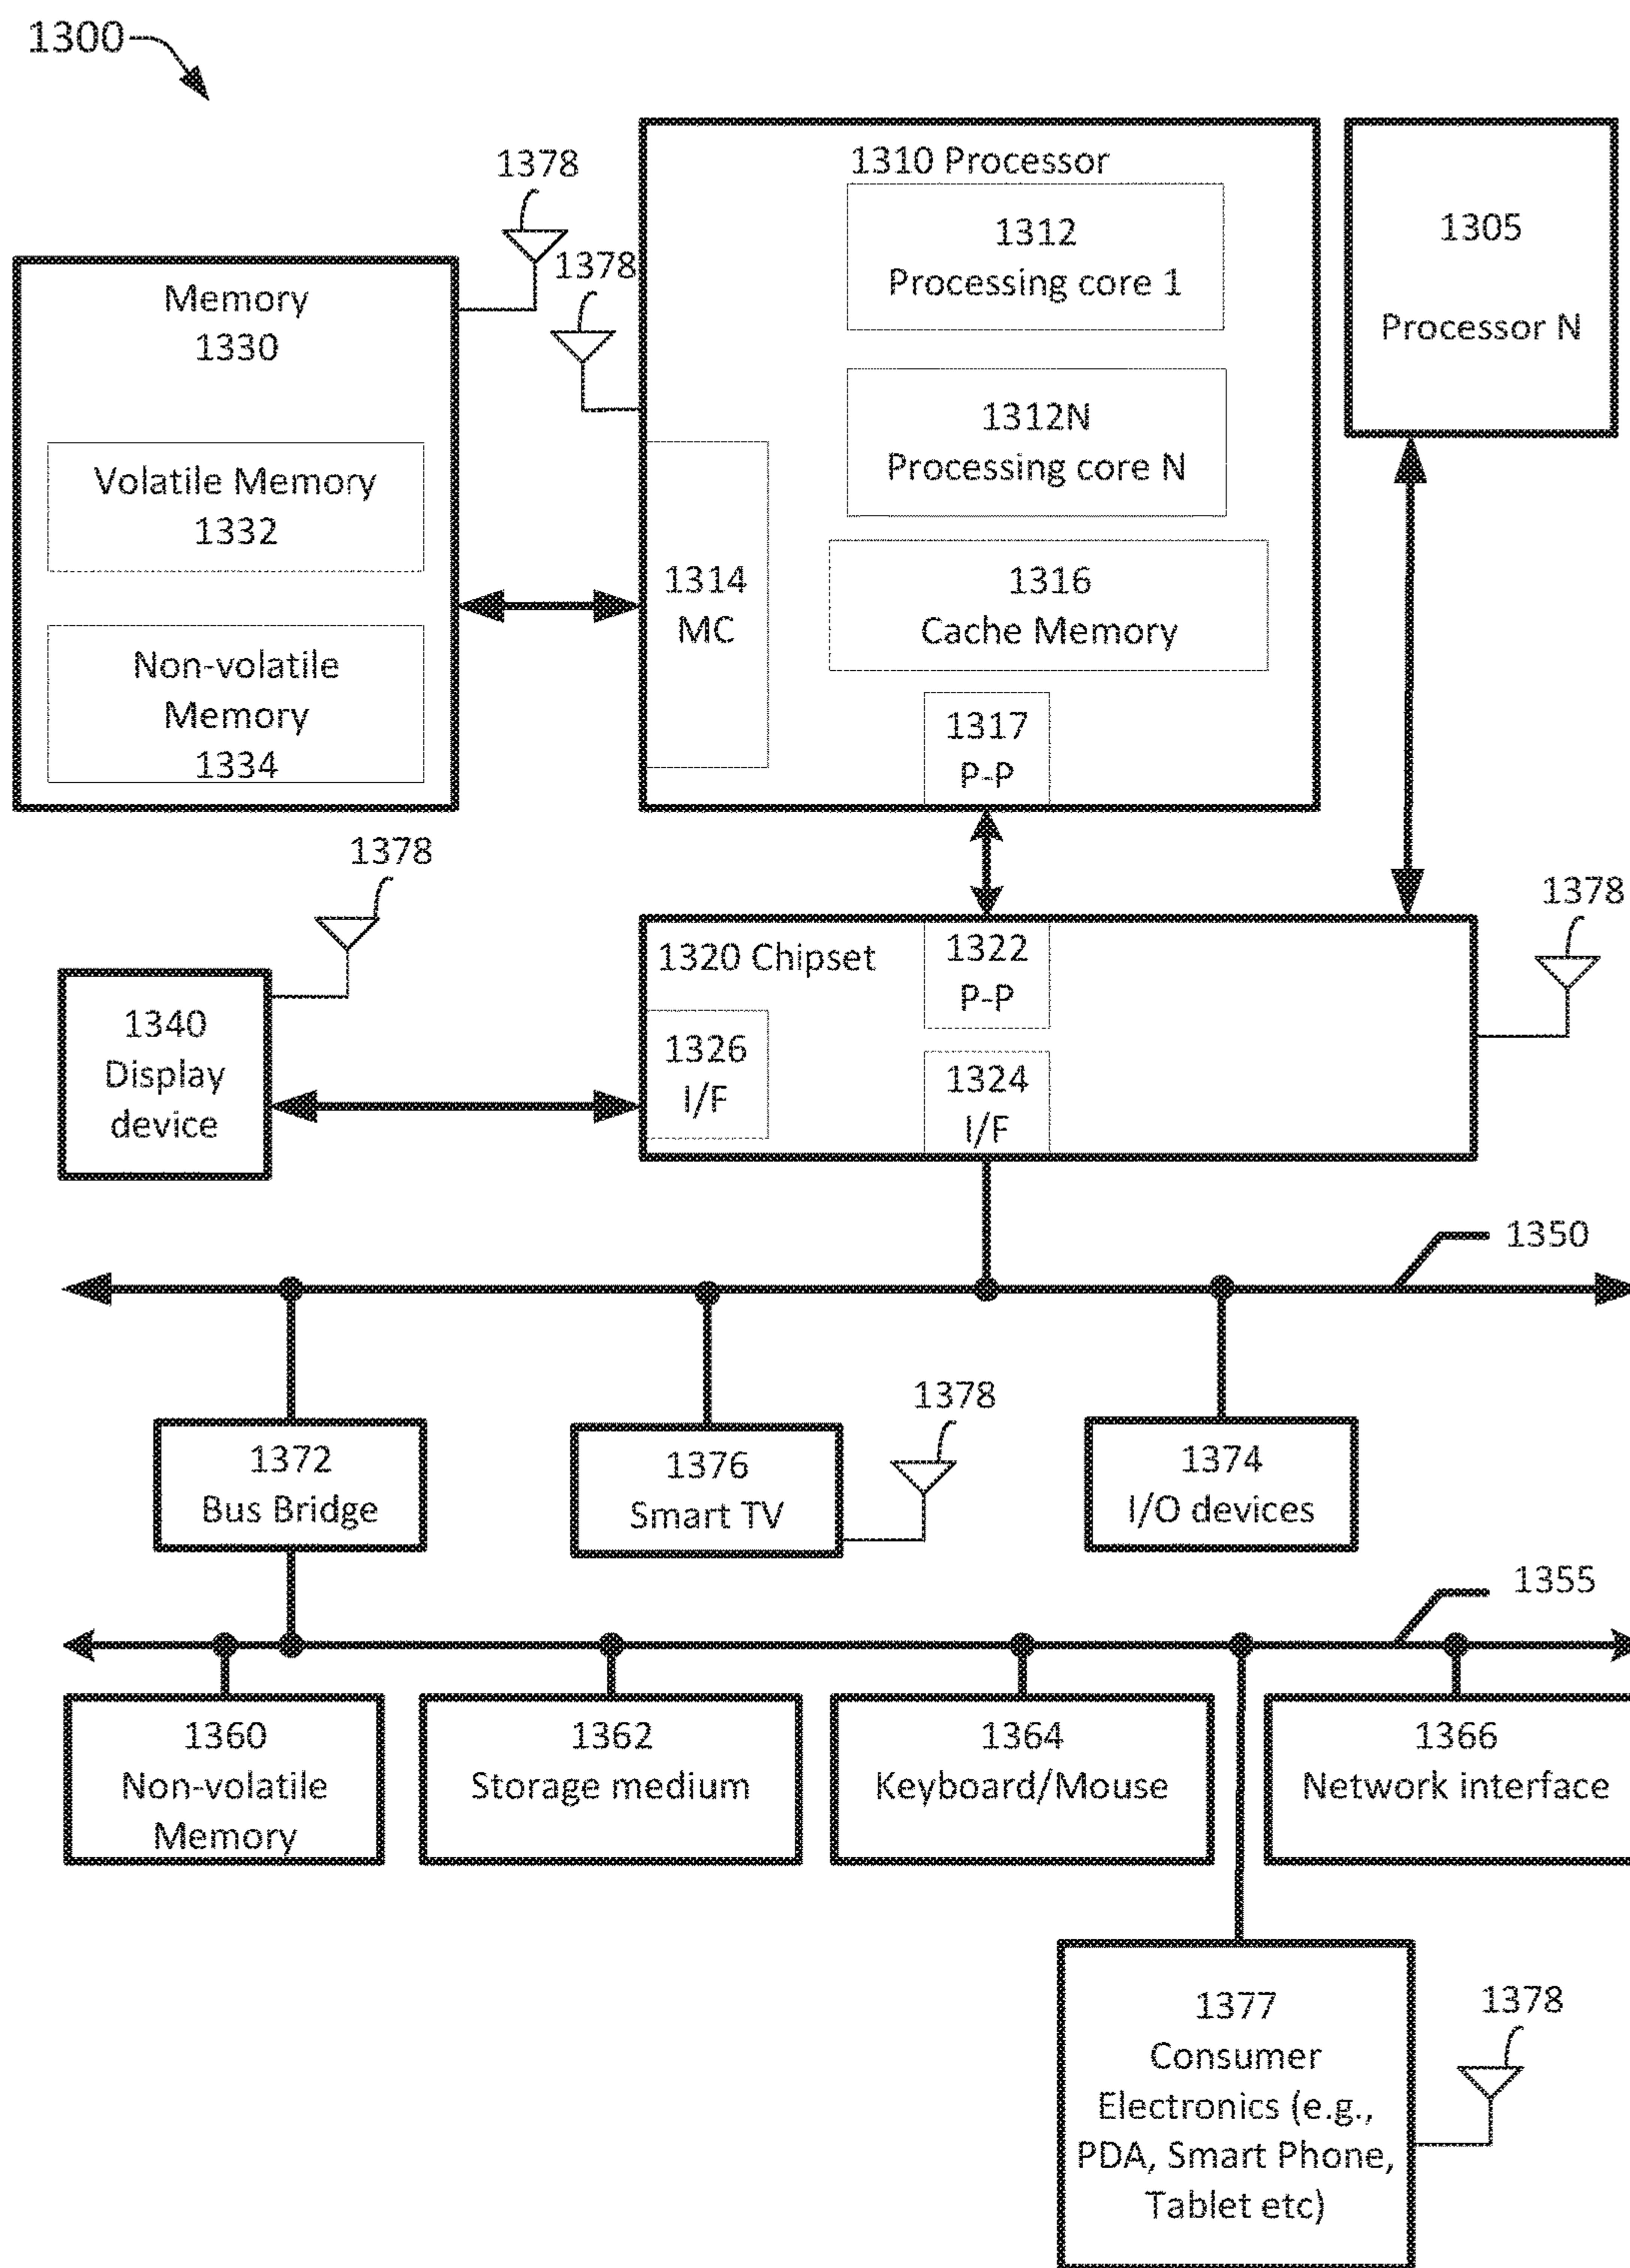 1300
1378
1378
Memory
1330
Volatile Memory
1332
Non-volatile
Memory
1334
1310 Processor
1312
Processing core 1
1312N
Processing core N
1314
MC
1316
Cache Memory
1317
P-P
1305
Processor N
1378
1340
Display
device
1320 Chipset
1322
P-P
1326
I/F
1324
I/F
1378
1350
1372
Bus Bridge
1376
Smart TV
1378
1374
I/O devices
1355
1360
Non-volatile
Memory
1362
Storage medium
1364
Keyboard/Mouse
1366
Network interface
1377
Consumer
Electronics (e.g.,
PDA, Smart Phone,
Tablet etc)
1378